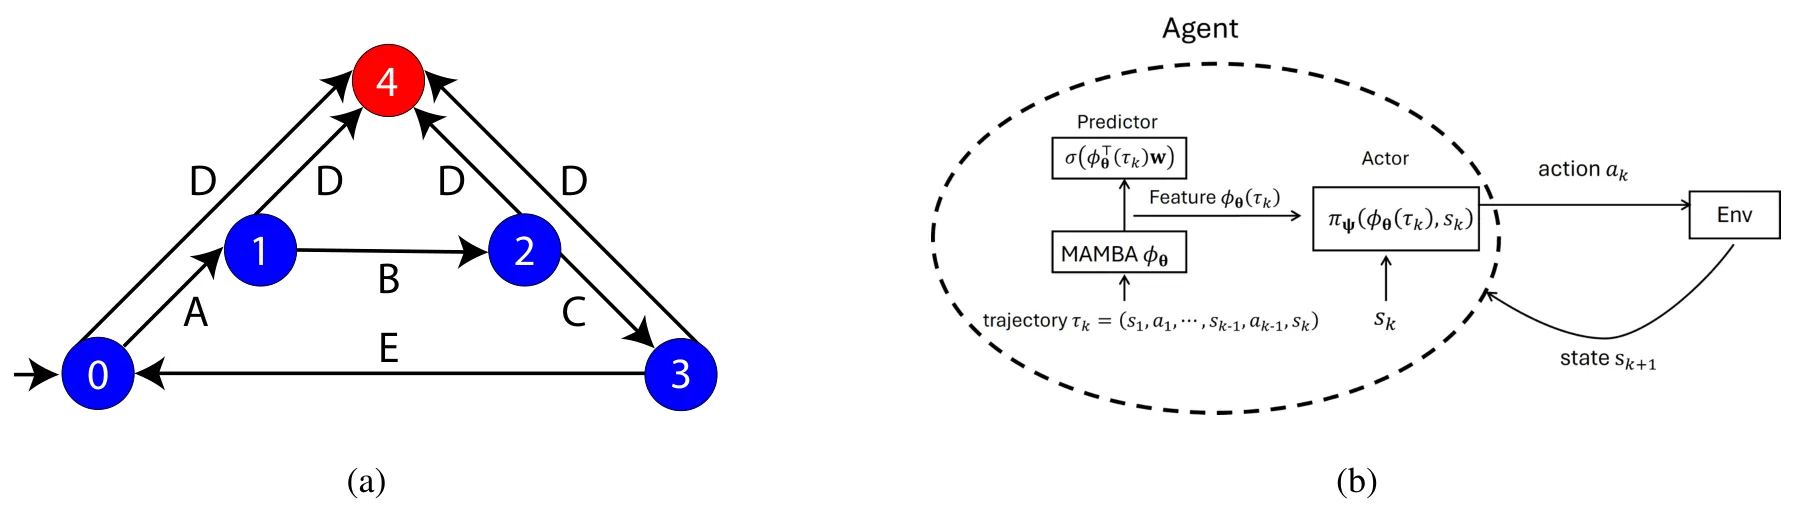 4
D
D
D
D
1
2
B
A
C
E
0
3
(a)
Agent
Predictor
σ(ϕ_θ^⊤(τ_k)w)
Actor
Feature ϕ_θ(τ_k)
π_ψ(ϕ_θ(τ_k), s_k)
MAMBA ϕ_θ
trajectory τ_k = (s_1, a_1, ⋯, s_{k-1}, a_{k-1}, s_k)
s_k
action a_k
Env
state s_{k+1}
(b)